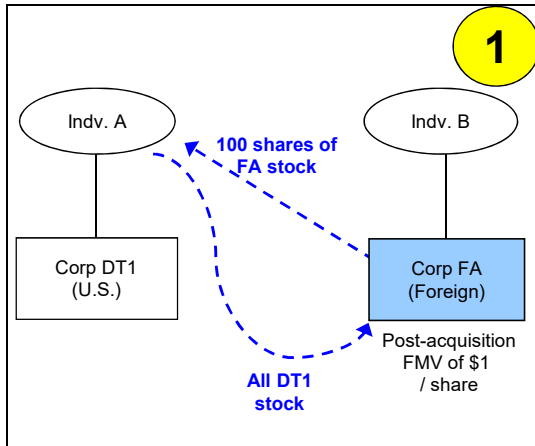 1
Indv. A
Indv. B
100 shares of
FA stock
Corp DT1
(U.S.)
Corp FA
(Foreign)
Post-acquisition
FMV of $1
/ share
All DT1
stock